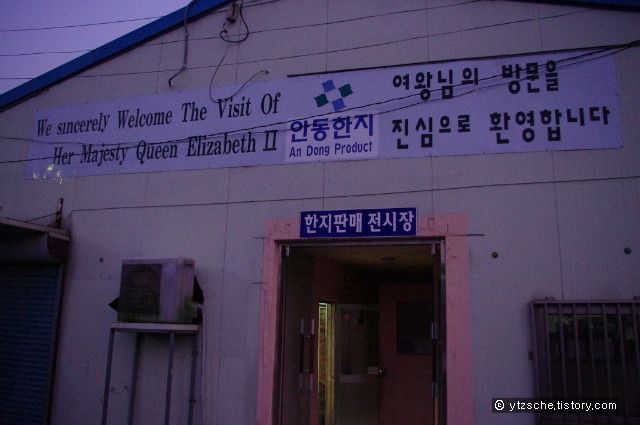 We sincerely Welcome The Visit Of
Her Majesty Queen Elizabeth II
안동한지
An Dong Product
여왕님의 방문을
진심으로 환영합니다
한지판매 전시장
© ytzsche.tistory.com